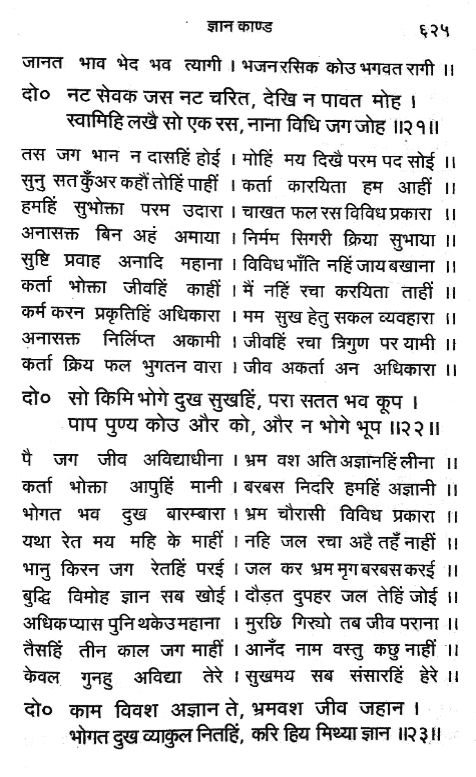 ज्ञान काण्ड ६२५
जानत भाव भेद भव त्यागी । भजन रसिक कोउ भगवत रागी ।।
दो० नट सेवक जस नट चरित, देखि न पावत मोह ।
स्वामिहि लखै सो एक रस, नाना विधि जग जोह ।।२१।।
तस जग भान न दासहिं होई । मोहिं मय दिखै परम पद सोई ।।
सुनु सत कुँअर कहौं तोहिं पाहीं । कर्ता कारयिता हम आहीं ।।
हमहिं सुभोक्ता परम उदारा । चाखत फल रस विविध प्रकारा ।।
अनासक्त बिन अहं अमाया । निर्मम सिगरी क्रिया सुभाया ।।
सृष्टि प्रवाह अनादि महाना । विविध भाँति नहिं जाय बखाना ।।
कर्ता भोक्ता जीवहिं काहीं । मैं नहिं रचा करयिता ताहीं ।।
कर्म करन प्रकृतिहिं अधिकारा । मम सुख हेतु सकल व्यवहारा ।।
अनासक्त निर्लिप्त अकामी । जीवहिं रचा त्रिगुण पर यामी ।।
कर्ता क्रिय फल भुगतन वारा । जीव अकर्ता अन अधिकारा ।।
दो० सो किमि भोगे दुख सुखहिं, परा सतत भव कूप ।
पाप पुण्य कोउ और को, और न भोगे भूप ।।२२।।
पै जग जीव अविद्याधीना । भ्रम वश अति अज्ञानहिं लीना ।।
कर्ता भोक्ता आपुहिं मानी । बरबस निदरि हमहिं अज्ञानी ।।
भोगत भव दुख बारम्बारा । भ्रम चौरासी विविध प्रकारा ।।
यथा रेत मय महि के माहीं । नहि जल रचा अहै तहँ नाहीं ।।
भानु किरन जग रेतहिं परई । जल कर भ्रम मृग बरबस करई ।।
बुद्धि विमोह ज्ञान सब खोई । दौड़त दुपहर जल तेहिं जोई ।।
अधिक प्यास पुनि थकेउ महाना । मुरछि गिर्‍यो तब जीव पराना ।।
तैसहिं तीन काल जग माहीं । आनँद नाम वस्तु कछु नाहीं ।।
केवल गुनहु अविद्या तेरे । सुखमय सब संसारहिं हेरे ।।
दो० काम विवश अज्ञान ते, भ्रमवश जीव जहान ।
भोगत दुख व्याकुल नितहिं, करि हिय मिथ्या ज्ञान ।।२३।।